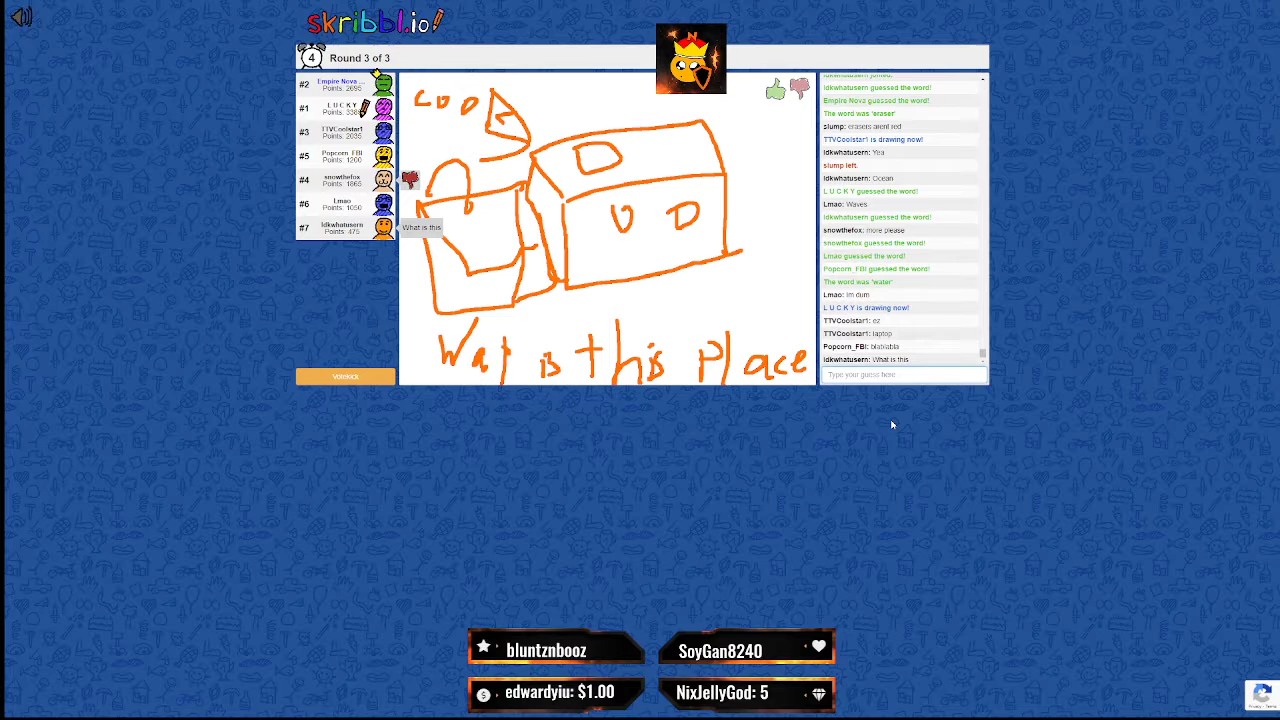 skribbl.io
4
Round 3 of 3
N
#2
Empire Nova ...
Points: 2695
#1
L U C K Y
#3
TTVCoolstar1
Points: 2035
#5
Popcorn_FBI
Points: 1200
#4
snowthefox
Points: 1865
#6
Lmao
Points: 1050
#7
Idkwhatusern
Points: 475
What is this
Votekick
Wat is this place
Idkwhatusern joined.
Idkwhatusern guessed the word!
Empire Nova guessed the word!
The word was 'eraser'
slump: erasers arent red
TTVCoolstar1 is drawing now!
Idkwhatusern: Yea
slump left.
Idkwhatusern: Ocean
L U C K Y guessed the word!
Lmao: Waves
Idkwhatusern guessed the word!
snowthefox: more please
snowthefox guessed the word!
Lmao guessed the word!
Popcorn_FBI guessed the word!
The word was 'water'
Lmao: Im dum
L U C K Y is drawing now!
TTVCoolstar1: ez
TTVCoolstar1: laptop
Popcorn_FBI: blablabla
Idkwhatusern: What is this
Type your guess here...
bluntznbooz
SoyGan8240
edwardyiu: $1.00
NixJellyGod: 5
Privacy - Terms